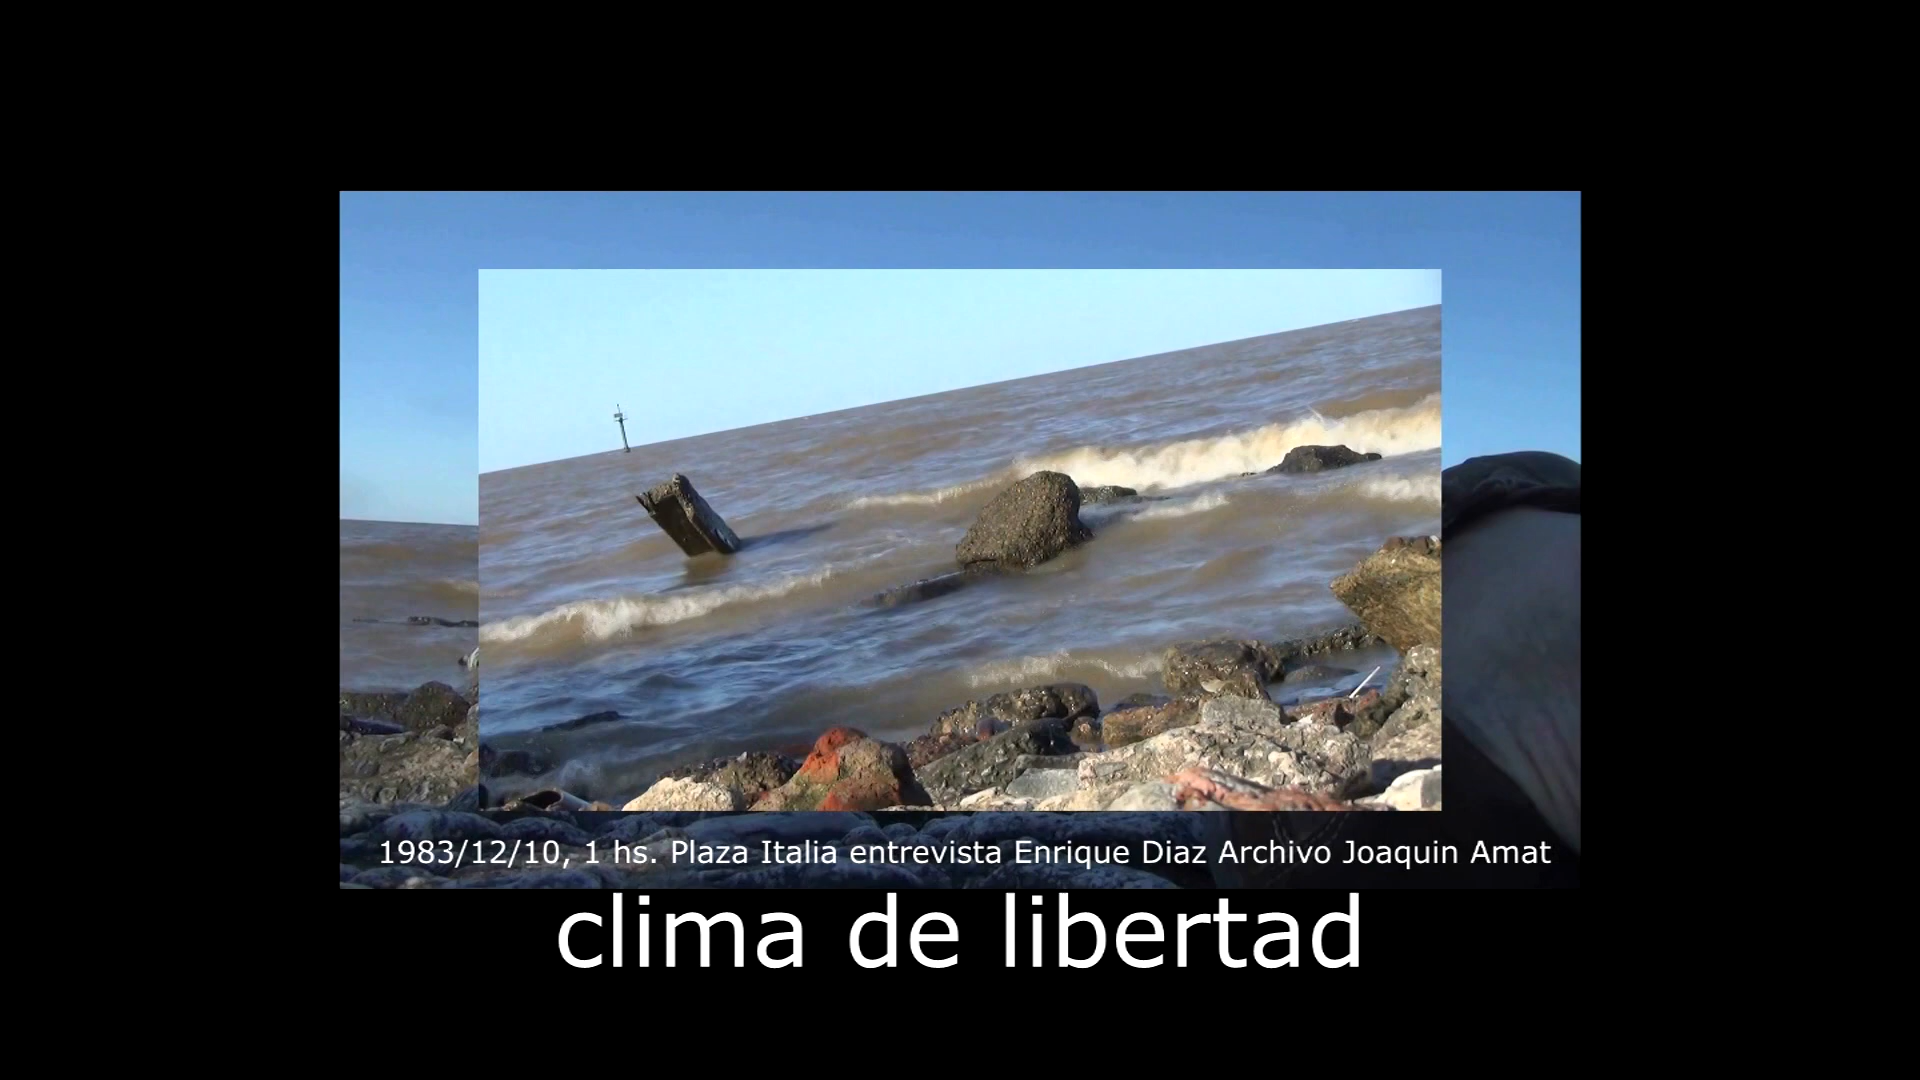 1983/12/10, 1 hs. Plaza Italia entrevista Enrique Diaz Archivo Joaquin Amat
clima de libertad